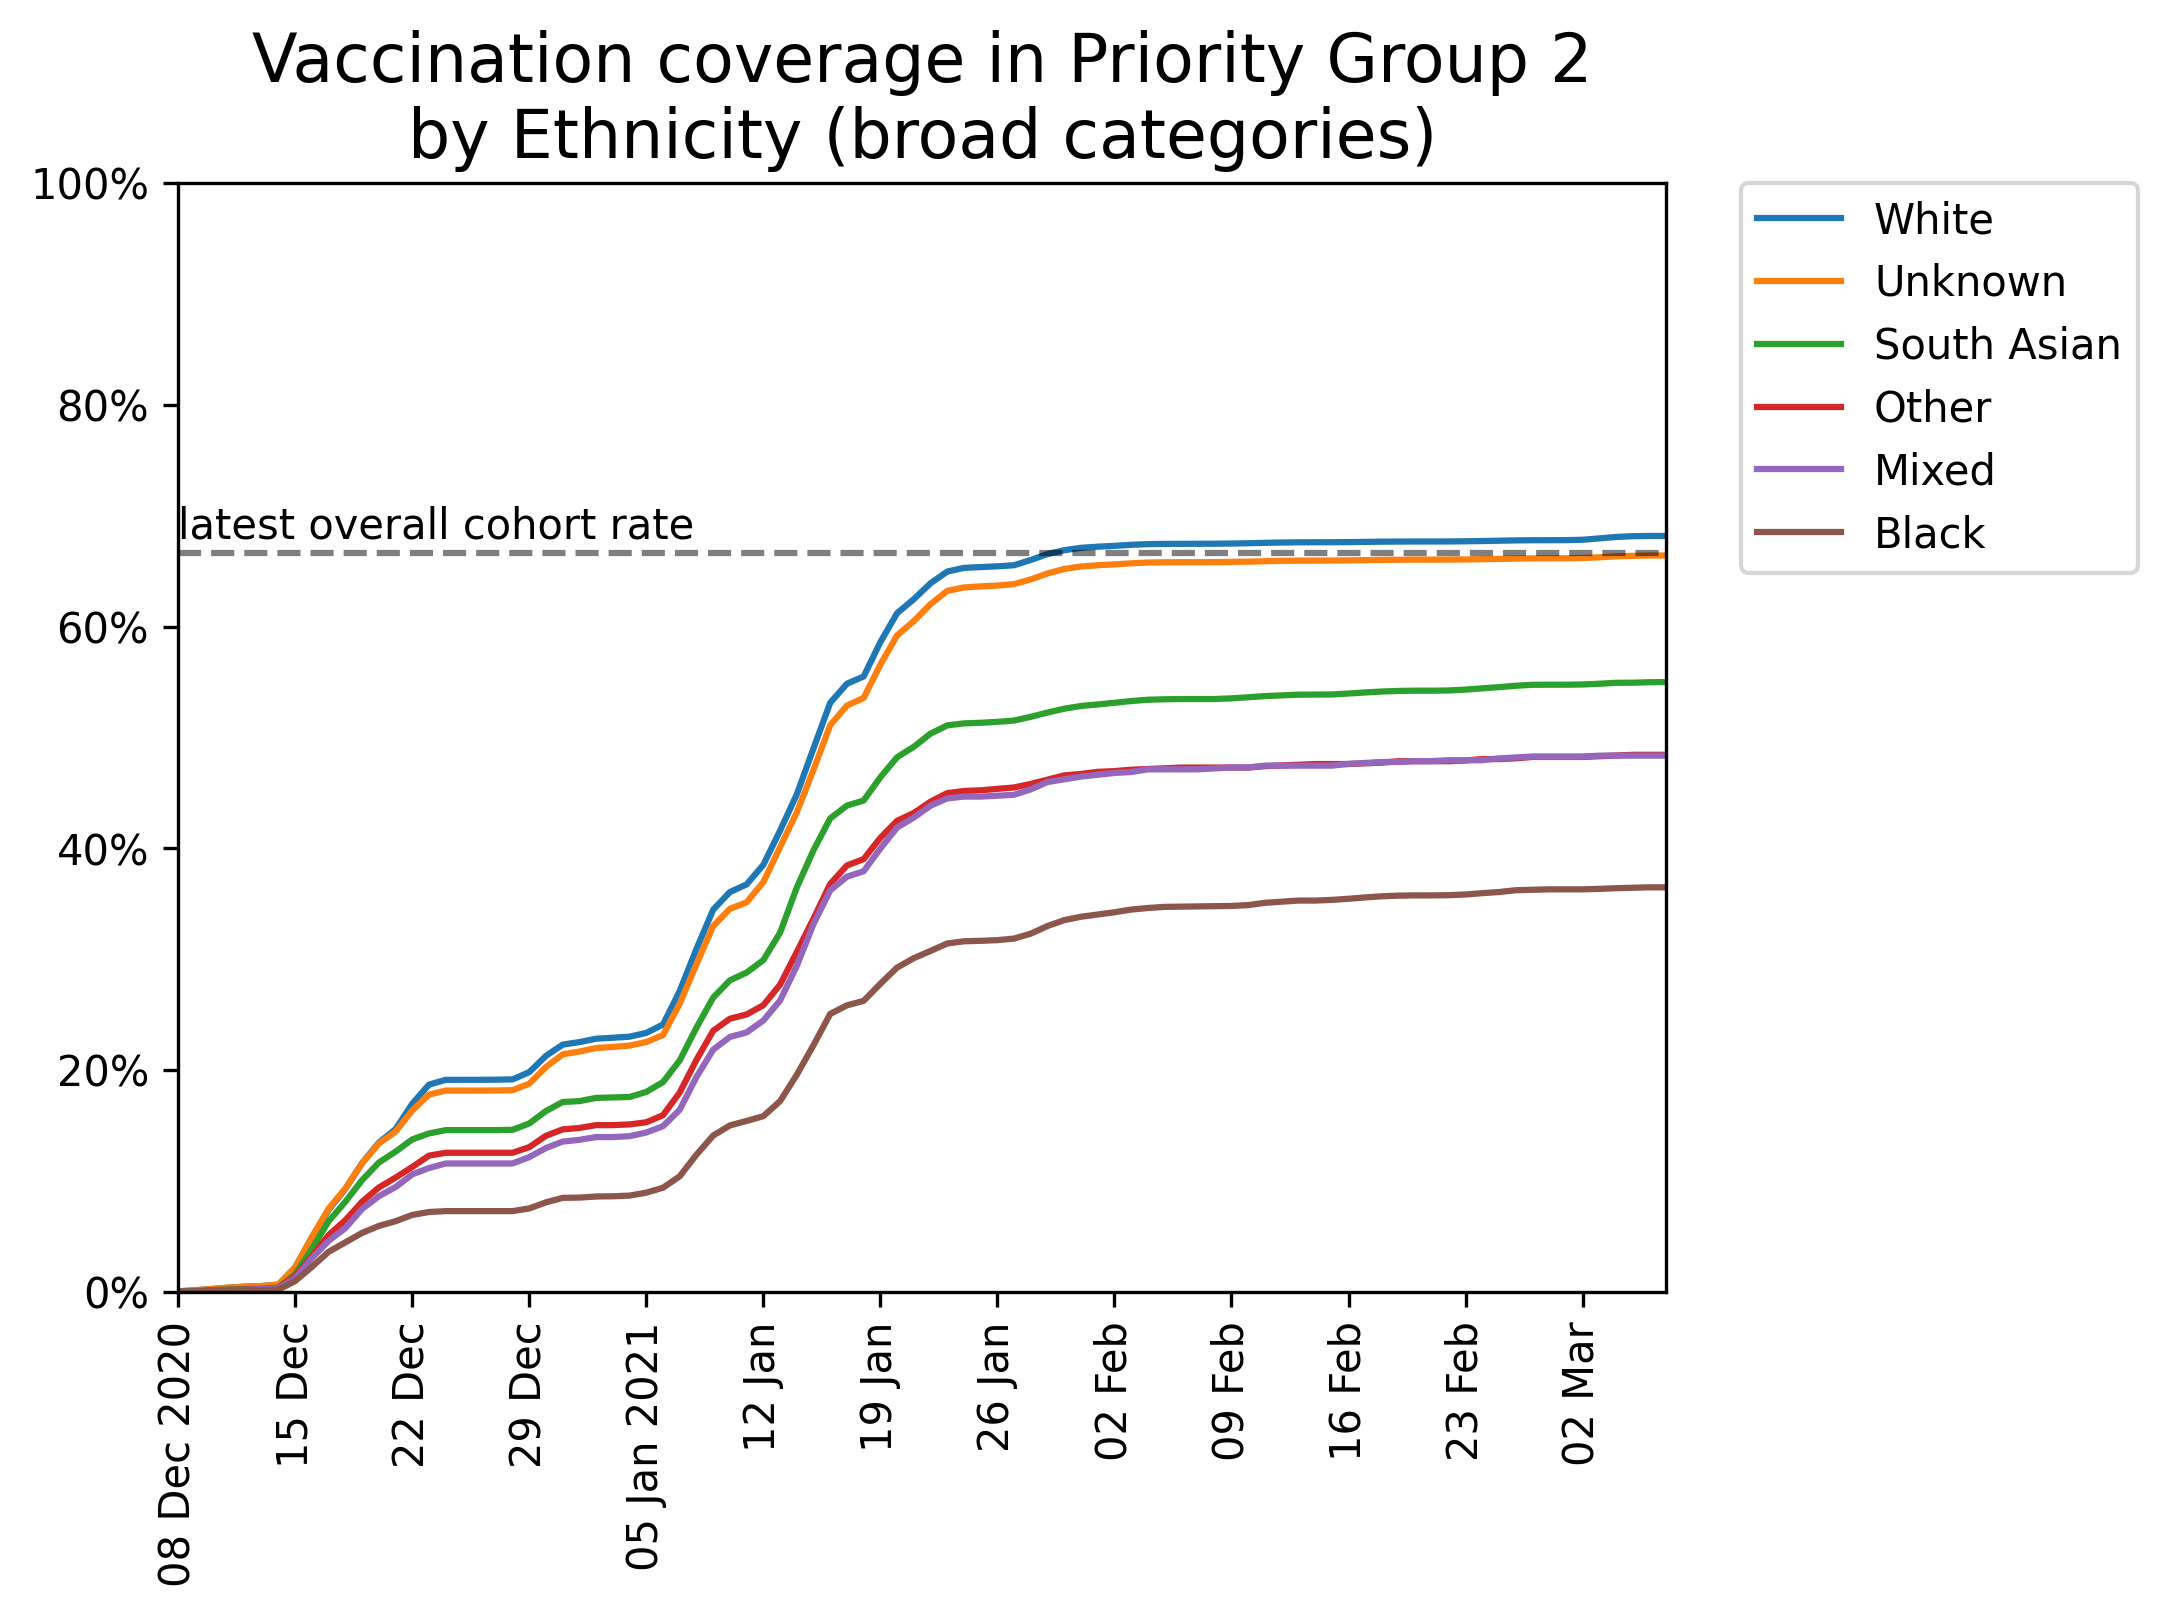 Vaccination coverage in Priority Group 2
by Ethnicity (broad categories)
100%
80%
60%
40%
20%
0%
latest overall cohort rate
White
Unknown
South Asian
Other
Mixed
Black
08 Dec 2020
15 Dec
22 Dec
29 Dec
05 Jan 2021
12 Jan
19 Jan
26 Jan
02 Feb
09 Feb
16 Feb
23 Feb
02 Mar